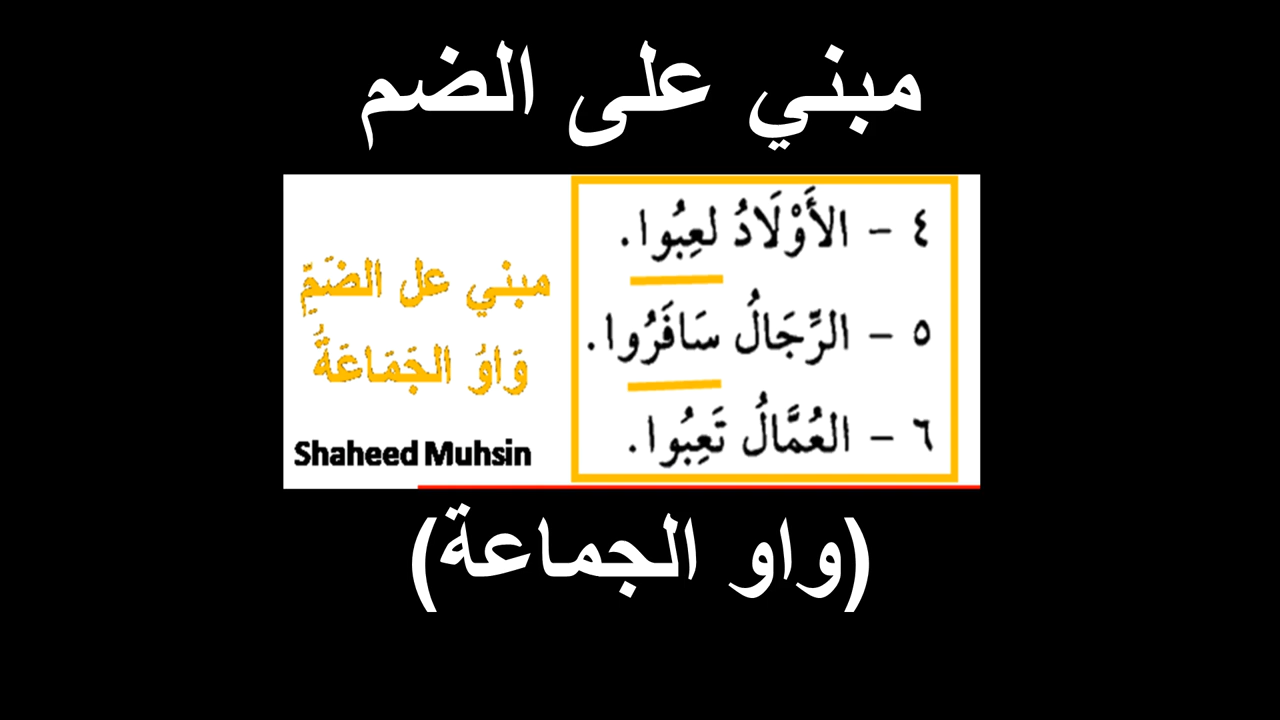 مبني على الضم
٤ - الأَوْلَادُ لَعِبُوا.
٥ - الرِّجَالُ سَافَرُوا.
٦ - العُمَّالُ تَعِبُوا.
مبني عل الضَمِّ
وَاوُ الجَمَاعَةُ
Shaheed Muhsin
(واو الجماعة)